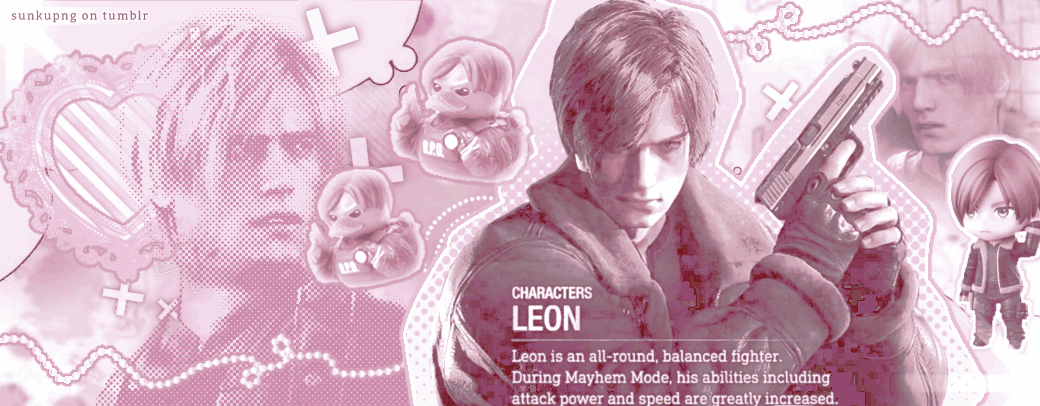 sunkupng on tumblr
R.P.D.
R.P.D.
CHARACTERS
LEON
Leon is an all-round, balanced fighter.
During Mayhem Mode, his abilities including
attack power and speed are greatly increased.